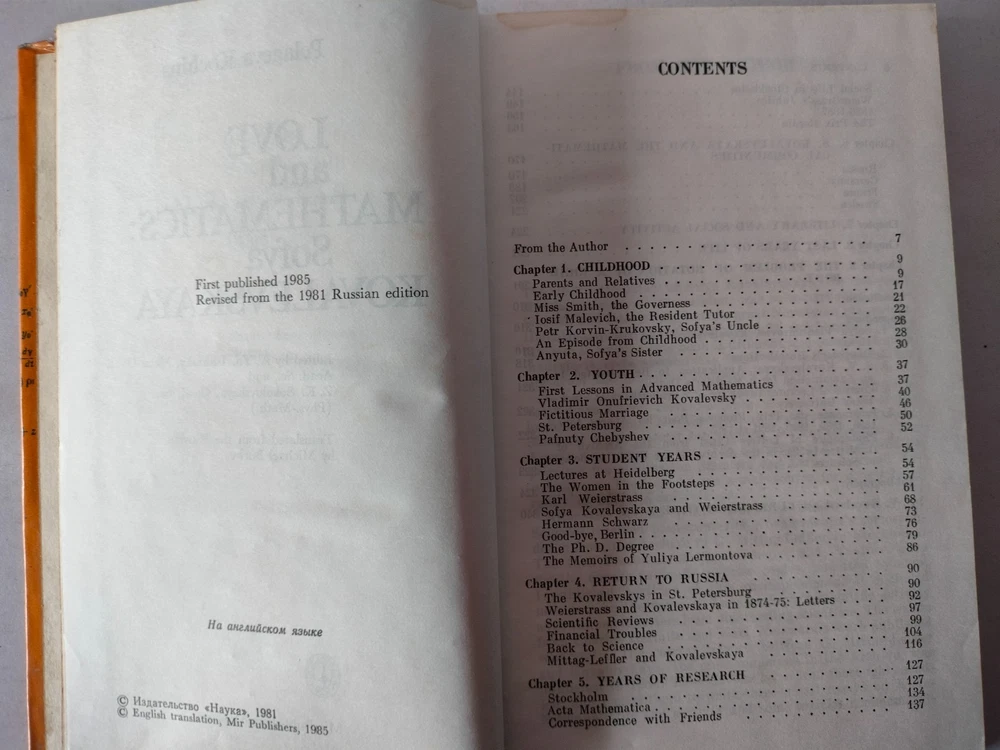 First published 1985
Revised from the 1981 Russian edition
На английском языке
© Издательство «Наука», 1981
© English translation, Mir Publishers, 1985
CONTENTS
From the Author . . . . . . . . . . . . 7
Chapter 1. CHILDHOOD . . . . . . . . . . . . 9
Parents and Relatives . . . . . . . . . . . . 9
Early Childhood . . . . . . . . . . . . 17
Miss Smith, the Governess . . . . . . . . . . . . 21
Iosif Malevich, the Resident Tutor . . . . . . . . . . . . 22
Petr Korvin-Krukovsky, Sofya's Uncle . . . . . . . . . . . . 26
An Episode from Childhood . . . . . . . . . . . . 28
Anyuta, Sofya's Sister . . . . . . . . . . . . 30
Chapter 2. YOUTH . . . . . . . . . . . . 37
First Lessons in Advanced Mathematics . . . . . . . . . . . . 37
Vladimir Onufrievich Kovalevsky . . . . . . . . . . . . 40
Fictitious Marriage . . . . . . . . . . . . 46
St. Petersburg . . . . . . . . . . . . 50
Pafnuty Chebyshev . . . . . . . . . . . . 52
Chapter 3. STUDENT YEARS . . . . . . . . . . . . 54
Lectures at Heidelberg . . . . . . . . . . . . 54
The Women in the Footsteps . . . . . . . . . . . . 57
Karl Weierstrass . . . . . . . . . . . . 61
Sofya Kovalevskaya and Weierstrass . . . . . . . . . . . . 68
Hermann Schwarz . . . . . . . . . . . . 73
Good-bye, Berlin . . . . . . . . . . . . 76
The Ph. D. Degree . . . . . . . . . . . . 79
The Memoirs of Yuliya Lermontova . . . . . . . . . . . . 86
Chapter 4. RETURN TO RUSSIA . . . . . . . . . . . . 90
The Kovalevskys in St. Petersburg . . . . . . . . . . . . 90
Weierstrass and Kovalevskaya in 1874-75: Letters . . . . 92
Scientific Reviews . . . . . . . . . . . . 97
Financial Troubles . . . . . . . . . . . . 99
Back to Science . . . . . . . . . . . . 104
Mittag-Leffler and Kovalevskaya . . . . . . . . . . . . 116
Chapter 5. YEARS OF RESEARCH . . . . . . . . . . . . 127
Stockholm . . . . . . . . . . . . 127
Acta Mathematica . . . . . . . . . . . . 134
Correspondence with Friends . . . . . . . . . . . . 137